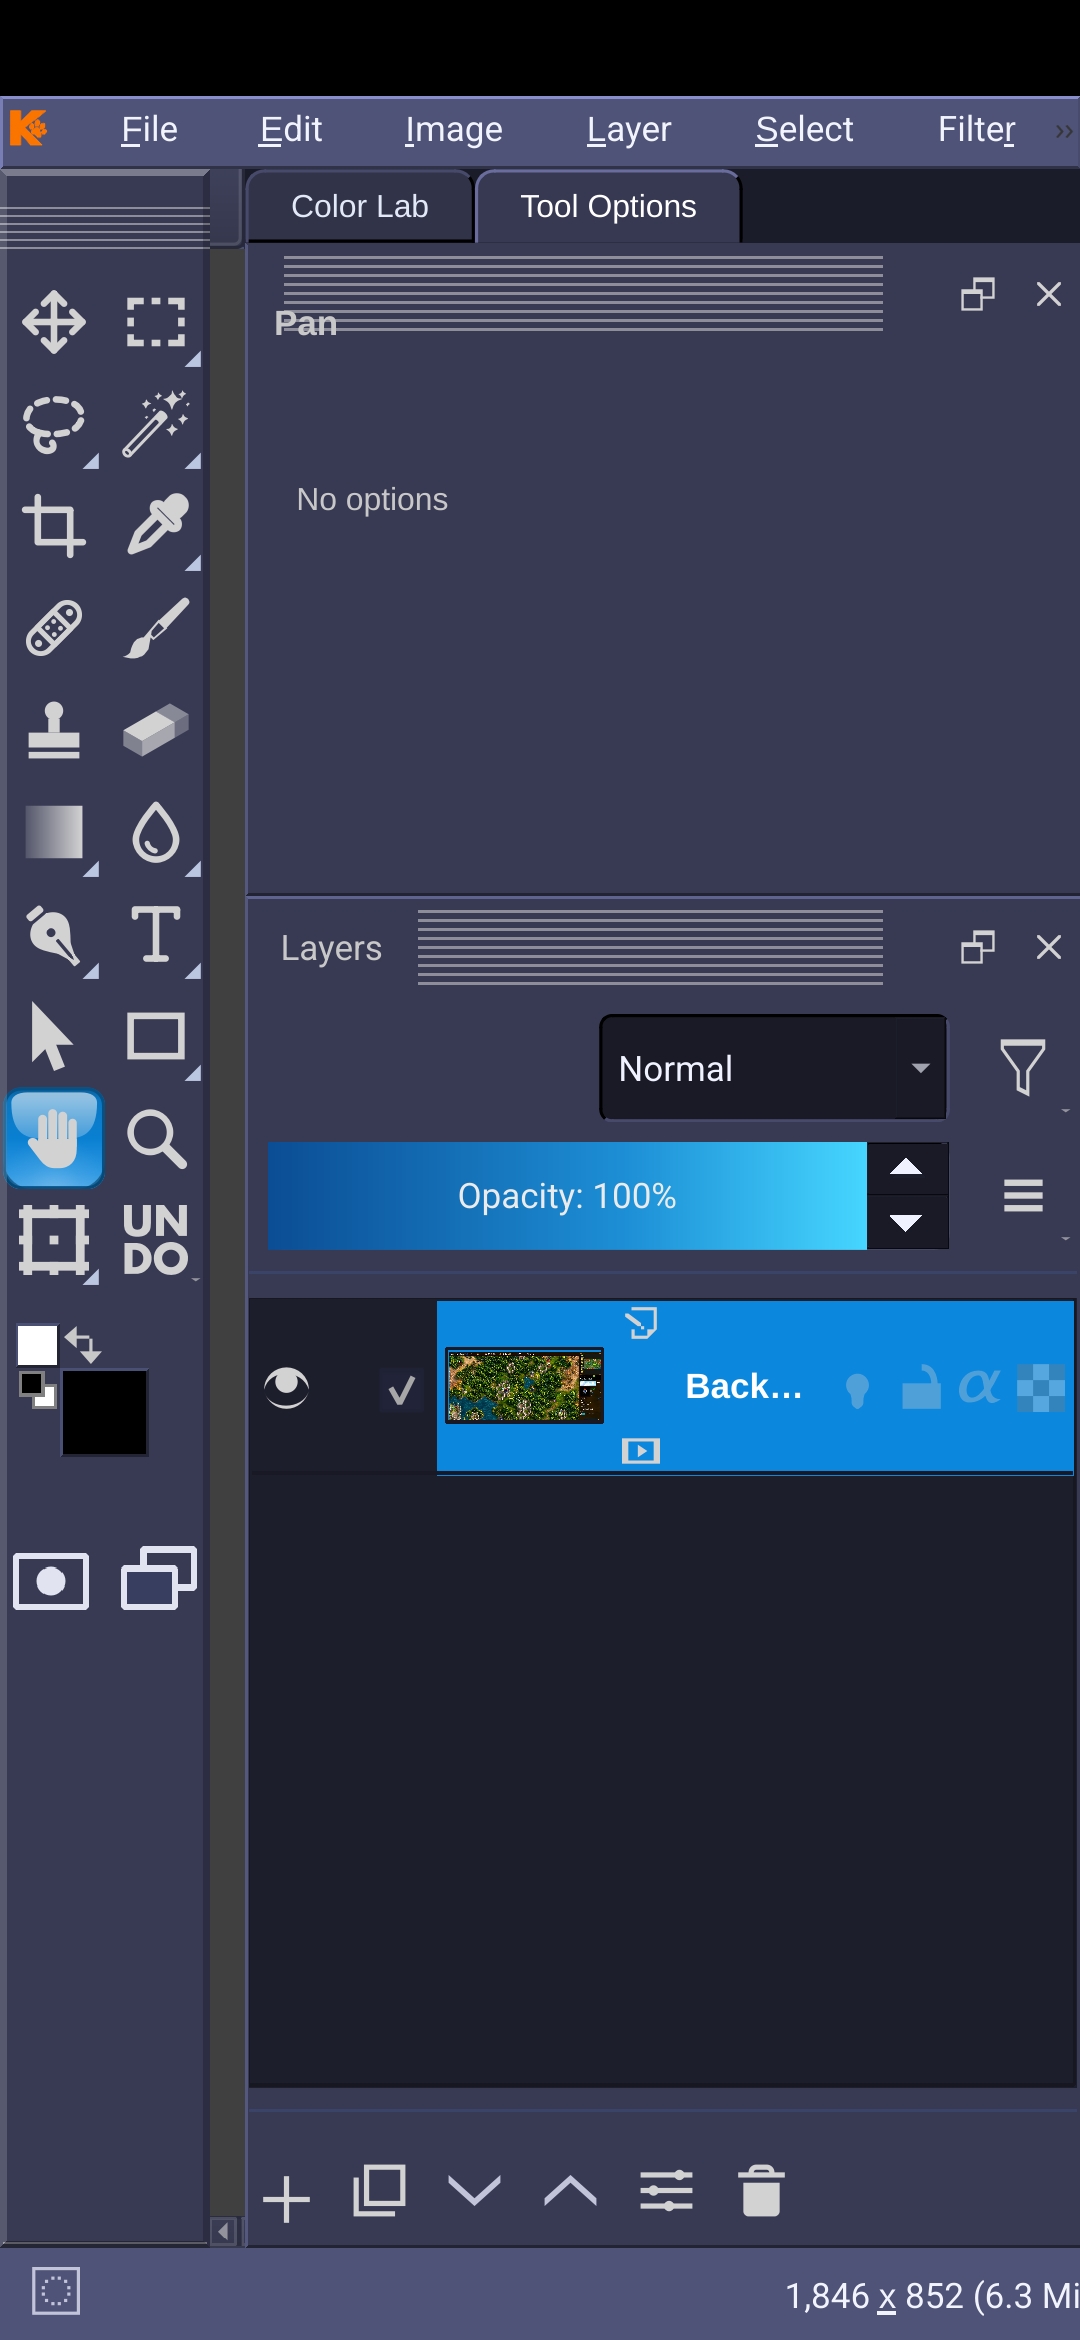 File Edit Image Layer Select Filter »
Color Lab Tool Options
Pan
No options
T
Layers
Normal
Opacity: 100%
UN
DO
Back... α
1,846 x 852 (6.3 Mi